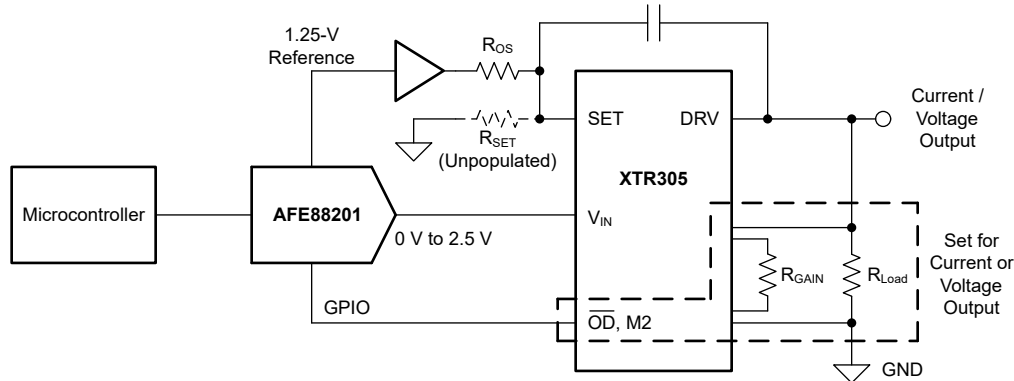 1.25-V
Reference
R_OS
R_SET
(Unpopulated)
SET
DRV
Current /
Voltage
Output
XTR305
Microcontroller
AFE88201
V_IN
0 V to 2.5 V
R_GAIN
R_Load
Set for
Current or
Voltage
Output
GPIO
O̅D̅, M2
GND